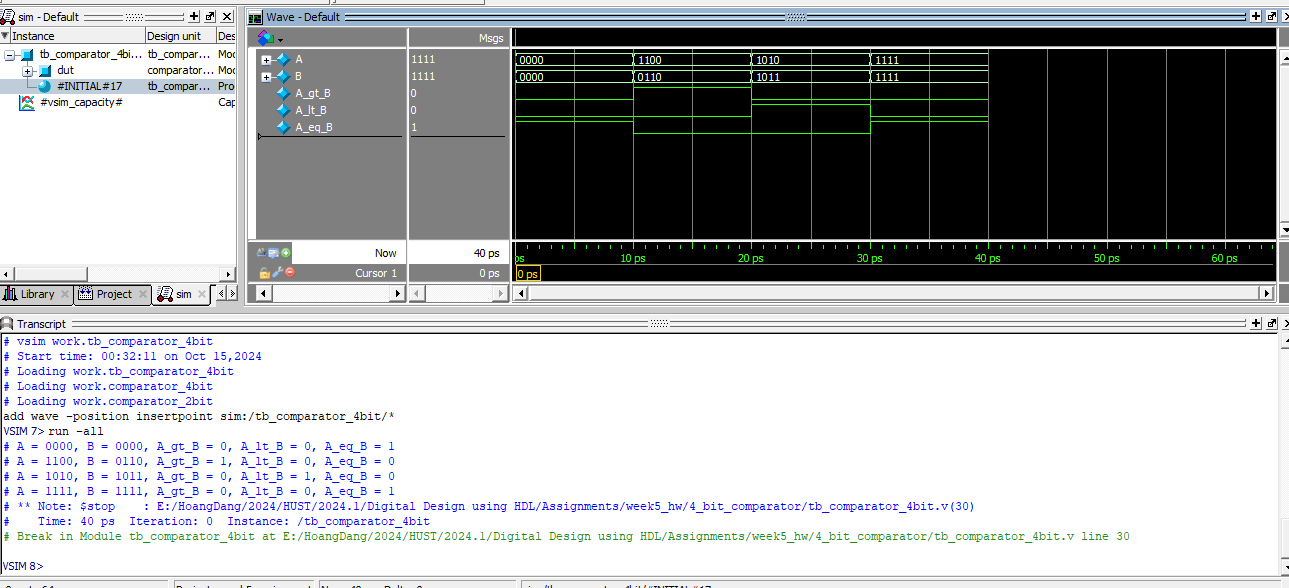 sim - Default
Instance Design unit Des
tb_comparator_4bi... tb_compar... Mod
dut comparator... Mod
#INITIAL#17 tb_compar... Pro
#vsim_capacity# Cap
Library Project sim
Wave - Default
Msgs
A 1111 0000 1100 1010 1111
B 1111 0000 0110 1011 1111
A_gt_B 0
A_lt_B 0
A_eq_B 1
Now 40 ps ps 10 ps 20 ps 30 ps 40 ps 50 ps 60 ps
Cursor 1 0 ps 0 ps
Transcript
# vsim work.tb_comparator_4bit
# Start time: 00:32:11 on Oct 15,2024
# Loading work.tb_comparator_4bit
# Loading work.comparator_4bit
# Loading work.comparator_2bit
add wave -position insertpoint sim:/tb_comparator_4bit/*
VSIM 7> run -all
# A = 0000, B = 0000, A_gt_B = 0, A_lt_B = 0, A_eq_B = 1
# A = 1100, B = 0110, A_gt_B = 1, A_lt_B = 0, A_eq_B = 0
# A = 1010, B = 1011, A_gt_B = 0, A_lt_B = 1, A_eq_B = 0
# A = 1111, B = 1111, A_gt_B = 0, A_lt_B = 0, A_eq_B = 1
# ** Note: $stop    : E:/HoangDang/2024/HUST/2024.1/Digital Design using HDL/Assignments/week5_hw/4_bit_comparator/tb_comparator_4bit.v(30)
#    Time: 40 ps  Iteration: 0  Instance: /tb_comparator_4bit
# Break in Module tb_comparator_4bit at E:/HoangDang/2024/HUST/2024.1/Digital Design using HDL/Assignments/week5_hw/4_bit_comparator/tb_comparator_4bit.v line 30
VSIM 8>